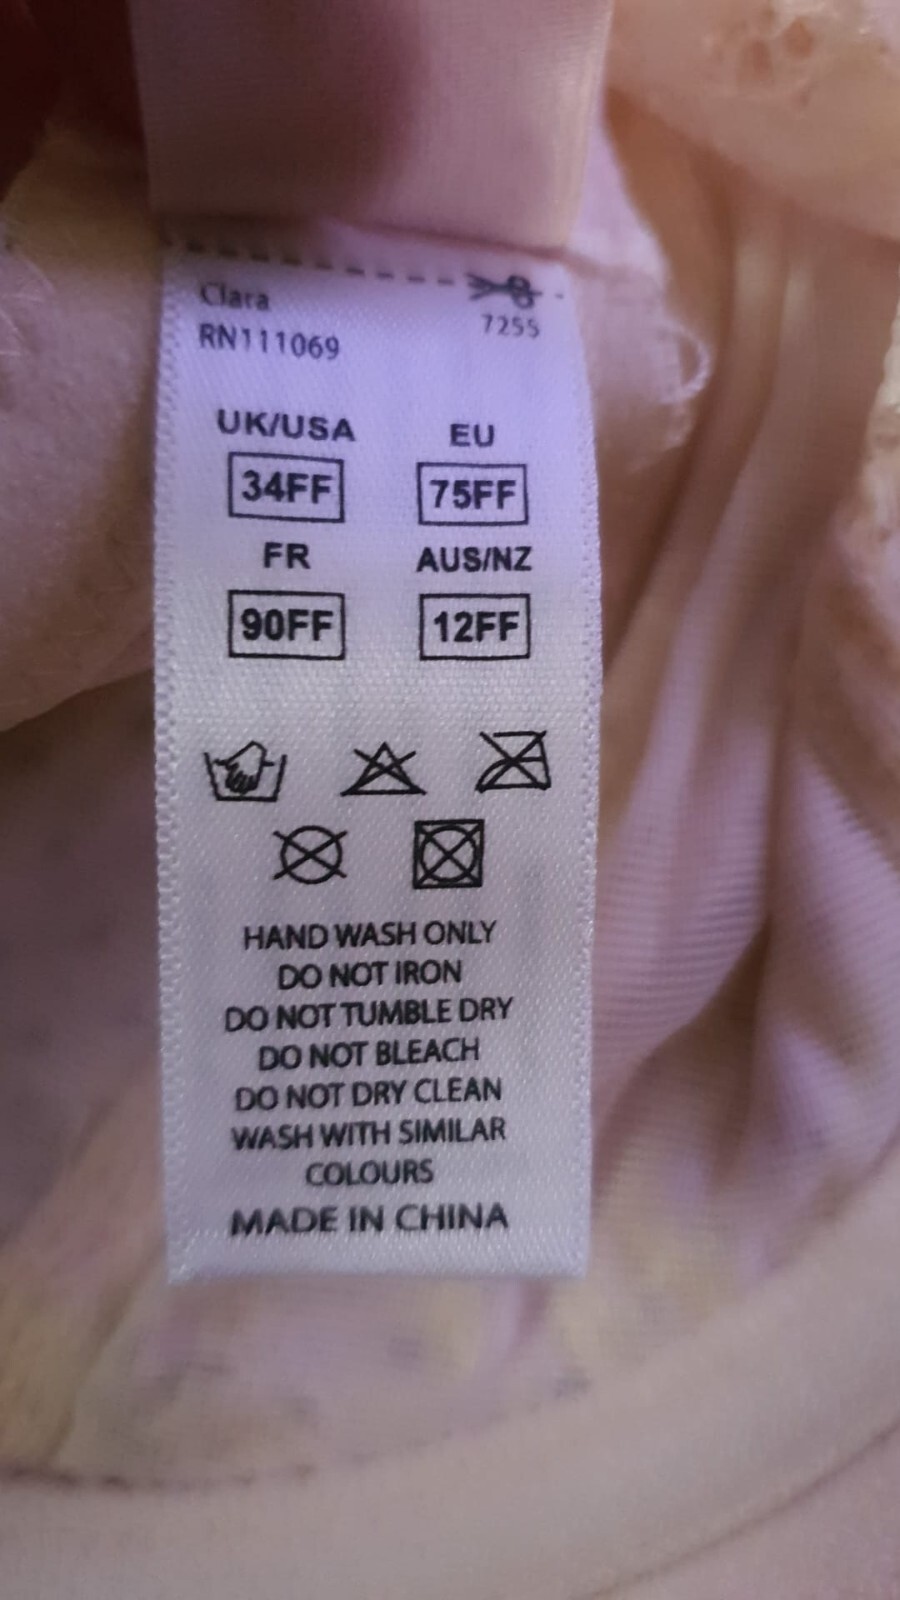 Clara
7255
RN111069
UK/USA EU
34FF 75FF
FR AUS/NZ
90FF 12FF
HAND WASH ONLY
DO NOT IRON
DO NOT TUMBLE DRY
DO NOT BLEACH
DO NOT DRY CLEAN
WASH WITH SIMILAR
COLOURS
MADE IN CHINA